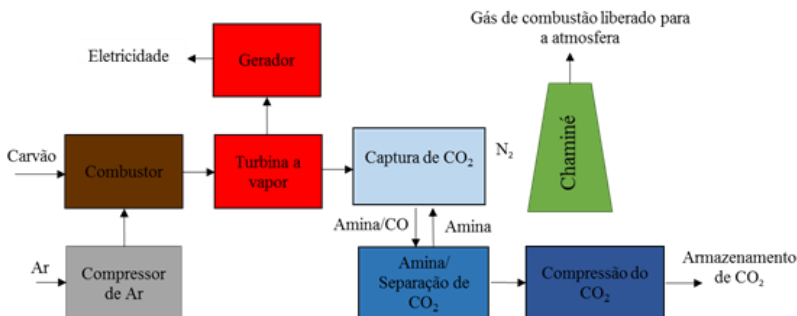 Gás de combustão liberado para
a atmosfera
Eletricidade
Gerador
Chaminé
Carvão
Combustor
Turbina a
vapor
Captura de CO₂
N₂
Amina/CO
Amina
Ar
Compressor
de Ar
Amina/
Separação de
CO₂
Compressão do
CO₂
Armazenamento
de CO₂